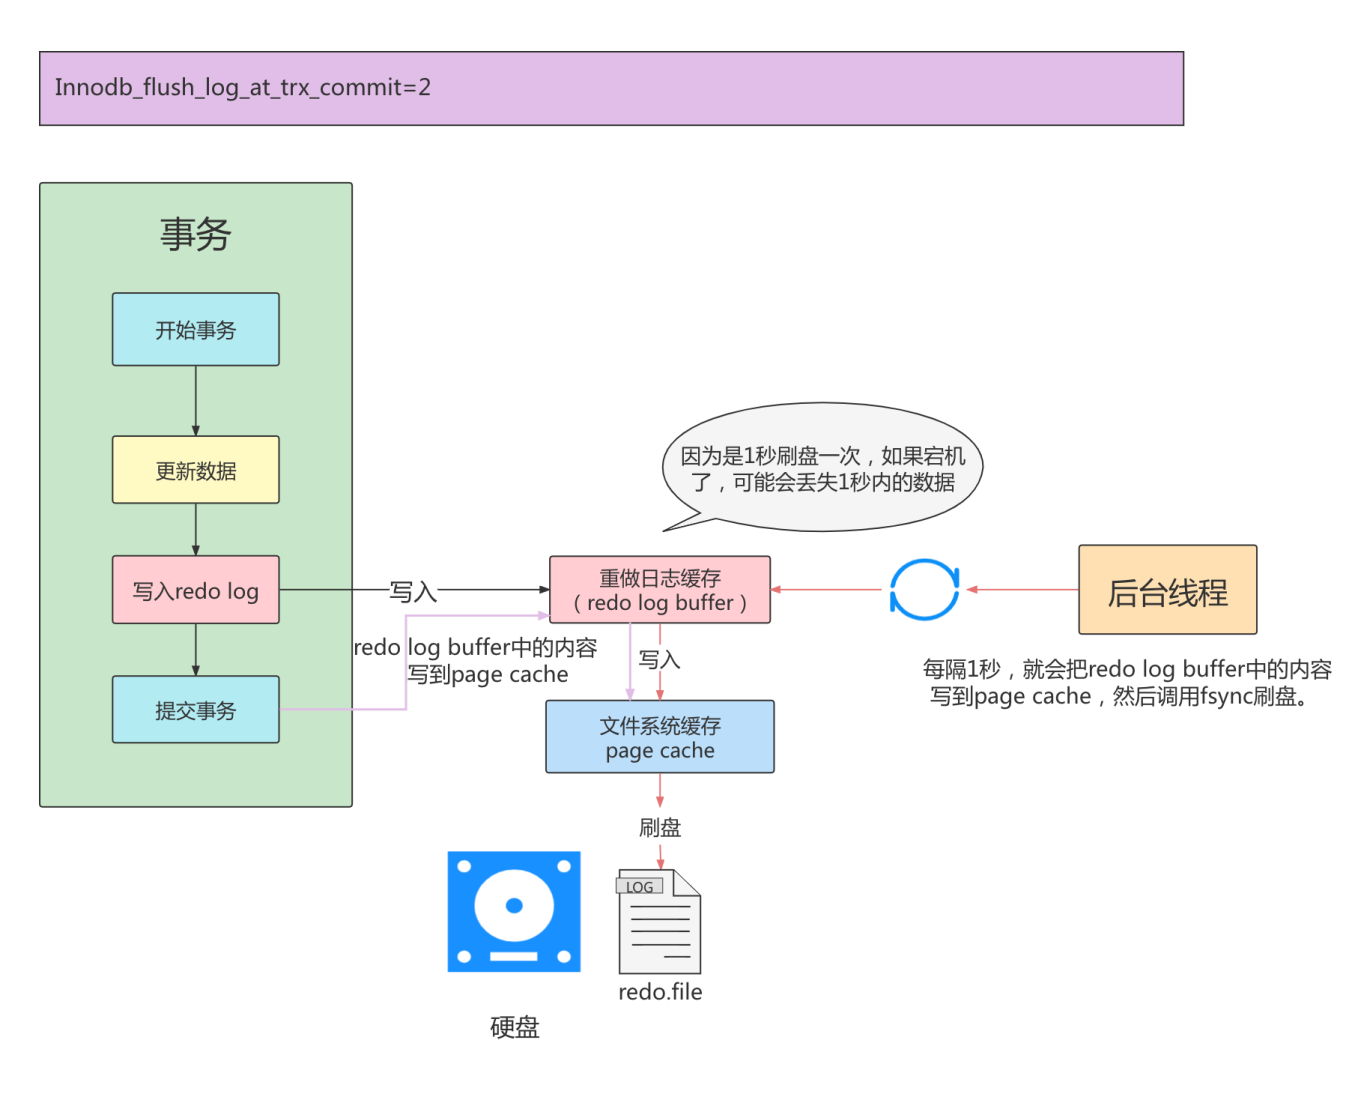 Innodb_flush_log_at_trx_commit=2
事务
开始事务
更新数据
写入redo log
提交事务
写入
redo log buffer中的内容
写到page cache
因为是1秒刷盘一次，如果宕机
了，可能会丢失1秒内的数据
重做日志缓存
（redo log buffer）
写入
文件系统缓存
page cache
刷盘
LOG
redo.file
硬盘
后台线程
每隔1秒，就会把redo log buffer中的内容
写到page cache，然后调用fsync刷盘。